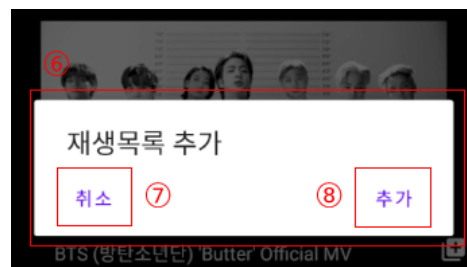 ⑥
재생목록 추가
취소 ⑦ ⑧ 추가
BTS (방탄소년단) 'Butter' Official MV